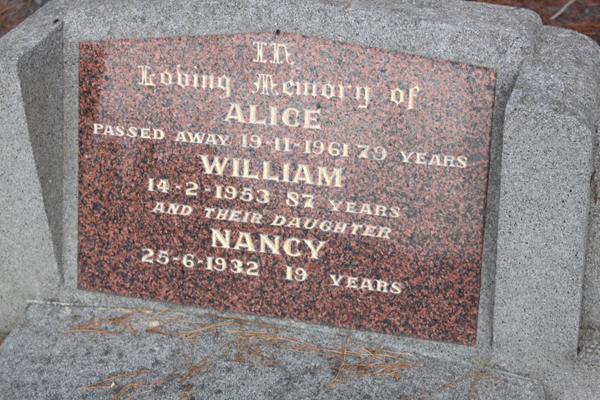 In
Loving Memory of
ALICE
PASSED AWAY 19-11-1961 79 YEARS
WILLIAM
14-2-1953 87 YEARS
AND THEIR DAUGHTER
NANCY
25-6-1932 19 YEARS